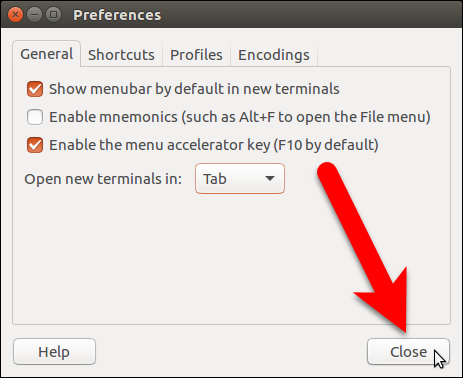 Preferences
General Shortcuts Profiles Encodings
Show menubar by default in new terminals
Enable mnemonics (such as Alt+F to open the File menu)
Enable the menu accelerator key (F10 by default)
Open new terminals in: Tab
Help Close